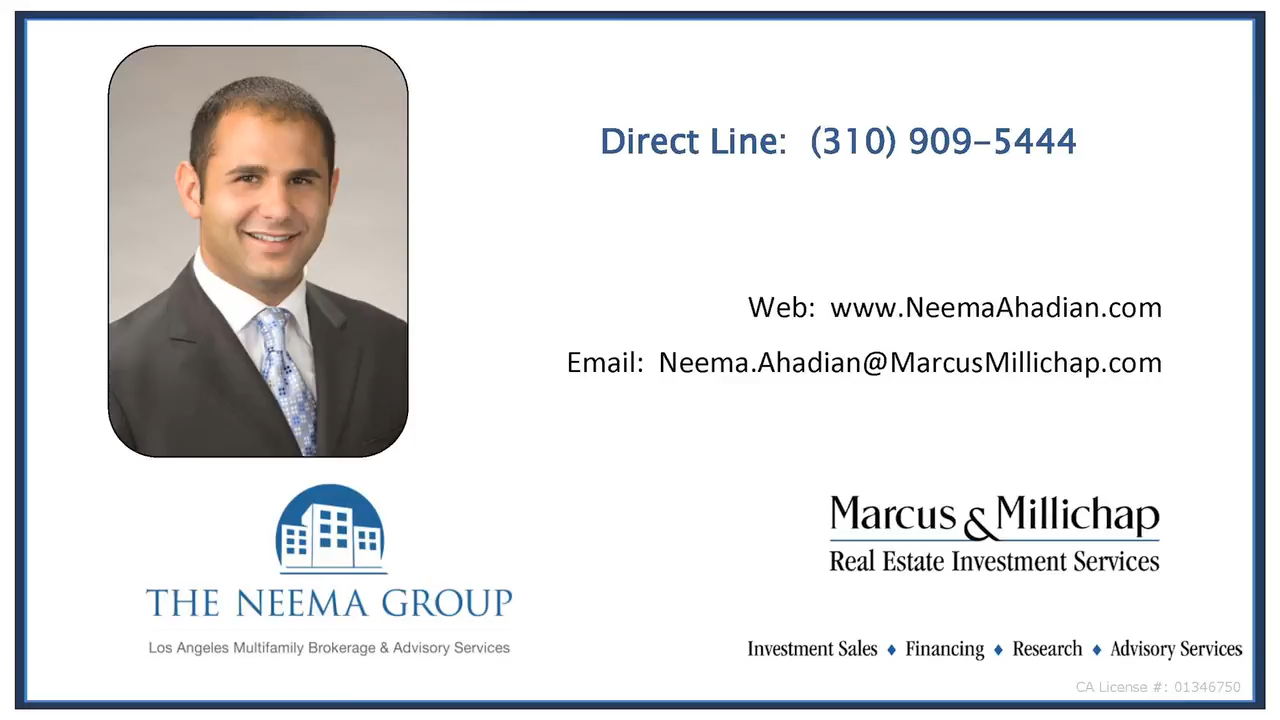 Direct Line: (310) 909-5444
Web: www.NeemaAhadian.com
Email: Neema.Ahadian@MarcusMillichap.com
THE NEEMA GROUP
Los Angeles Multifamily Brokerage & Advisory Services
Marcus & Millichap
Real Estate Investment Services
Investment Sales ♦ Financing ♦ Research ♦ Advisory Services
CA License #: 01346750